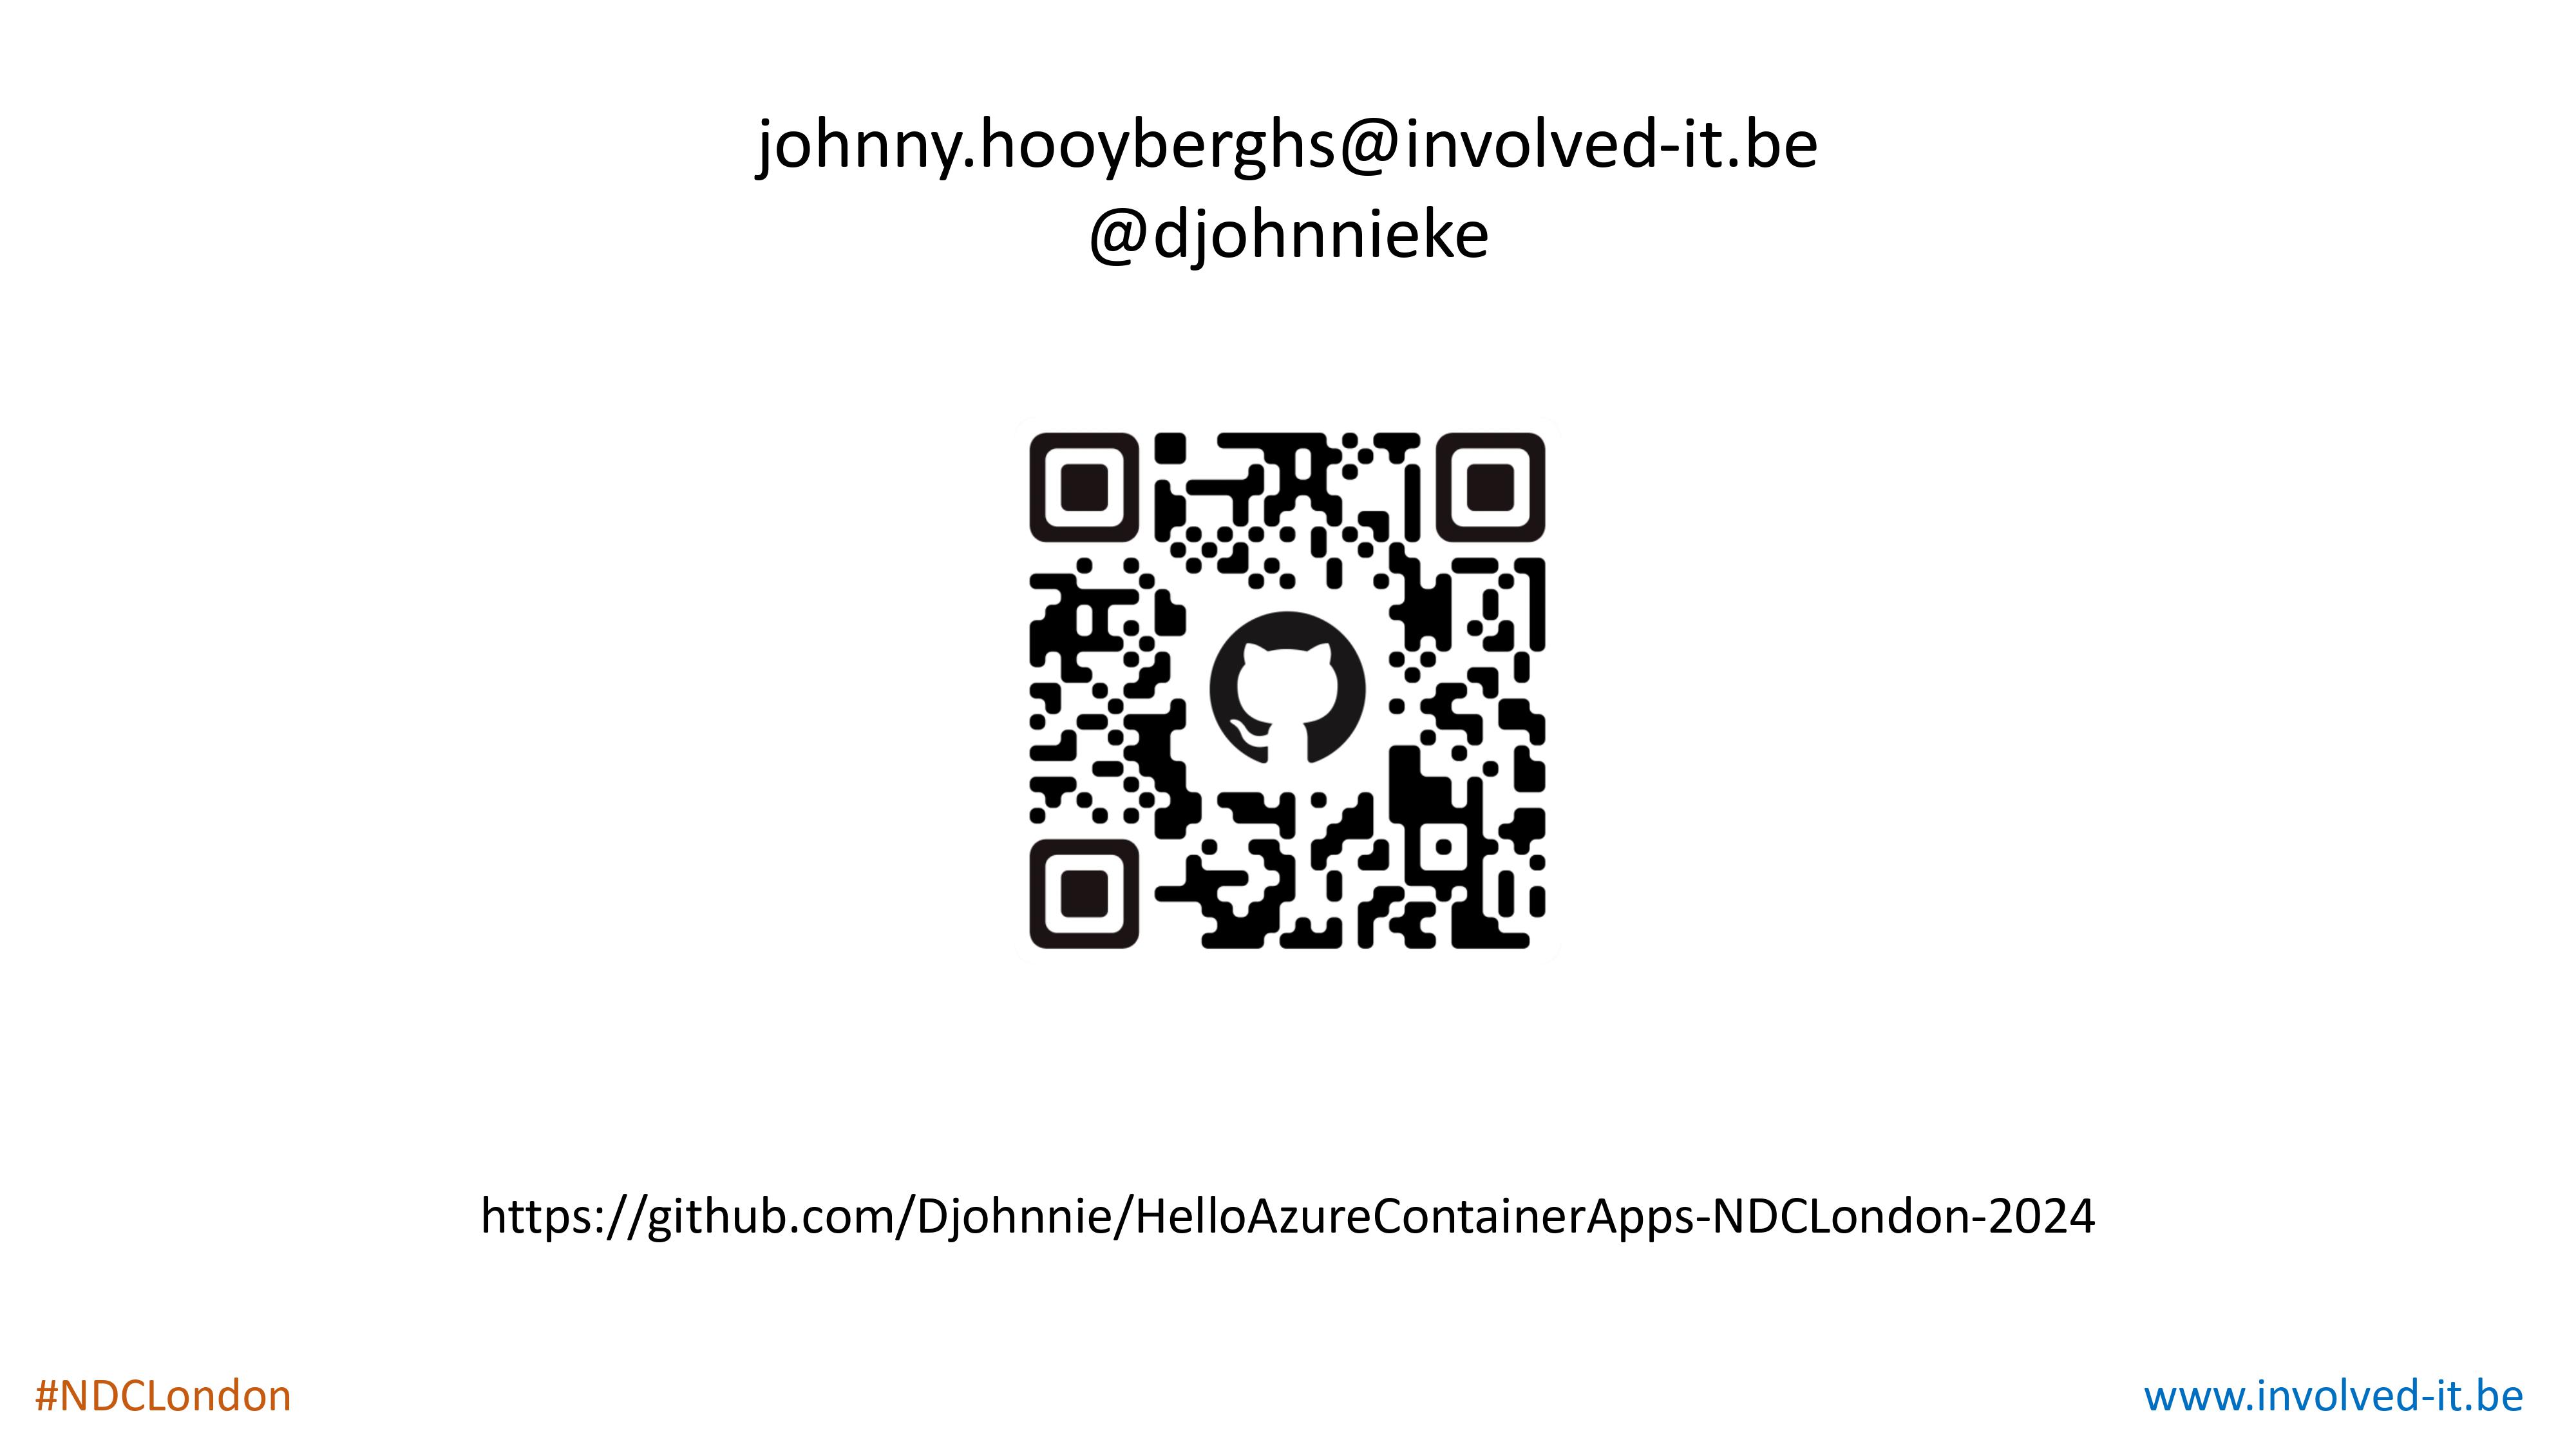 johnny.hooyberghs@involved-it.be
@djohnnieke
https://github.com/Djohnnie/HelloAzureContainerApps-NDCLondon-2024
#NDCLondon
www.involved-it.be